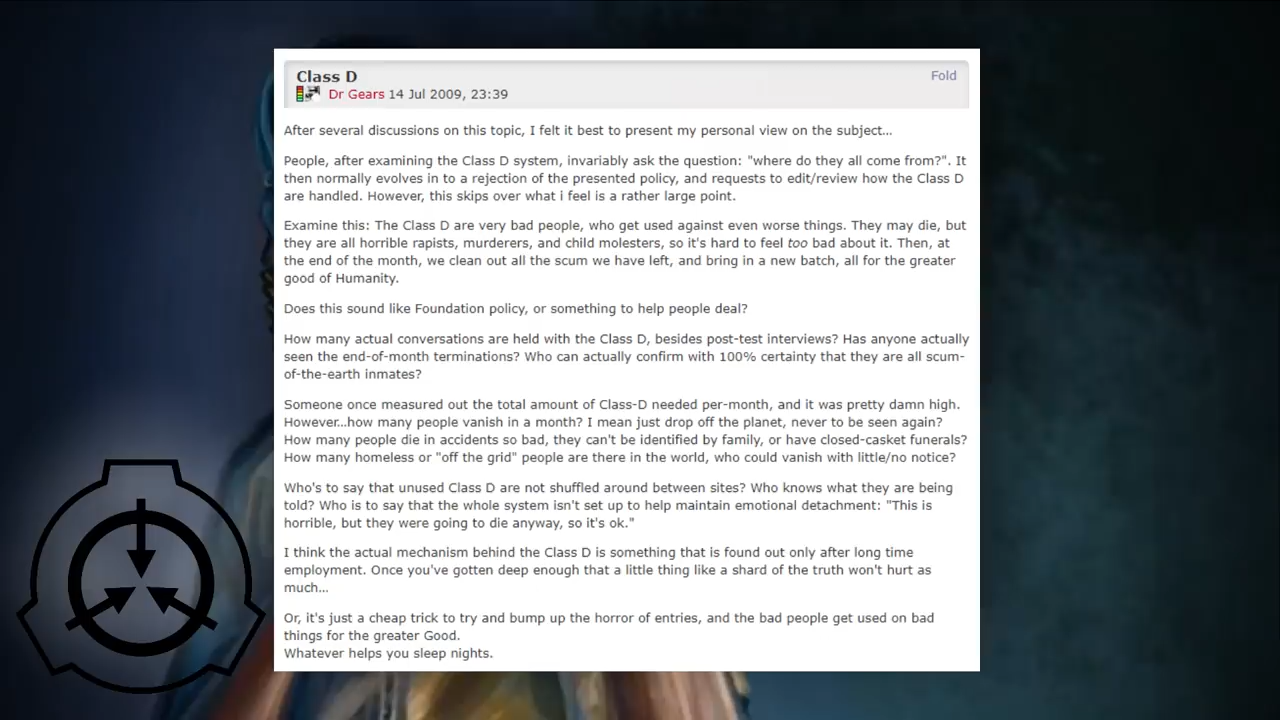 Class D
Fold
Dr Gears 14 Jul 2009, 23:39
After several discussions on this topic, I felt it best to present my personal view on the subject...
People, after examining the Class D system, invariably ask the question: "where do they all come from?". It
then normally evolves in to a rejection of the presented policy, and requests to edit/review how the Class D
are handled. However, this skips over what i feel is a rather large point.
Examine this: The Class D are very bad people, who get used against even worse things. They may die, but
they are all horrible rapists, murderers, and child molesters, so it's hard to feel too bad about it. Then, at
the end of the month, we clean out all the scum we have left, and bring in a new batch, all for the greater
good of Humanity.
Does this sound like Foundation policy, or something to help people deal?
How many actual conversations are held with the Class D, besides post-test interviews? Has anyone actually
seen the end-of-month terminations? Who can actually confirm with 100% certainty that they are all scum-
of-the-earth inmates?
Someone once measured out the total amount of Class-D needed per-month, and it was pretty damn high.
However...how many people vanish in a month? I mean just drop off the planet, never to be seen again?
How many people die in accidents so bad, they can't be identified by family, or have closed-casket funerals?
How many homeless or "off the grid" people are there in the world, who could vanish with little/no notice?
Who's to say that unused Class D are not shuffled around between sites? Who knows what they are being
told? Who is to say that the whole system isn't set up to help maintain emotional detachment: "This is
horrible, but they were going to die anyway, so it's ok."
I think the actual mechanism behind the Class D is something that is found out only after long time
employment. Once you've gotten deep enough that a little thing like a shard of the truth won't hurt as
much...
Or, it's just a cheap trick to try and bump up the horror of entries, and the bad people get used on bad
things for the greater Good.
Whatever helps you sleep nights.